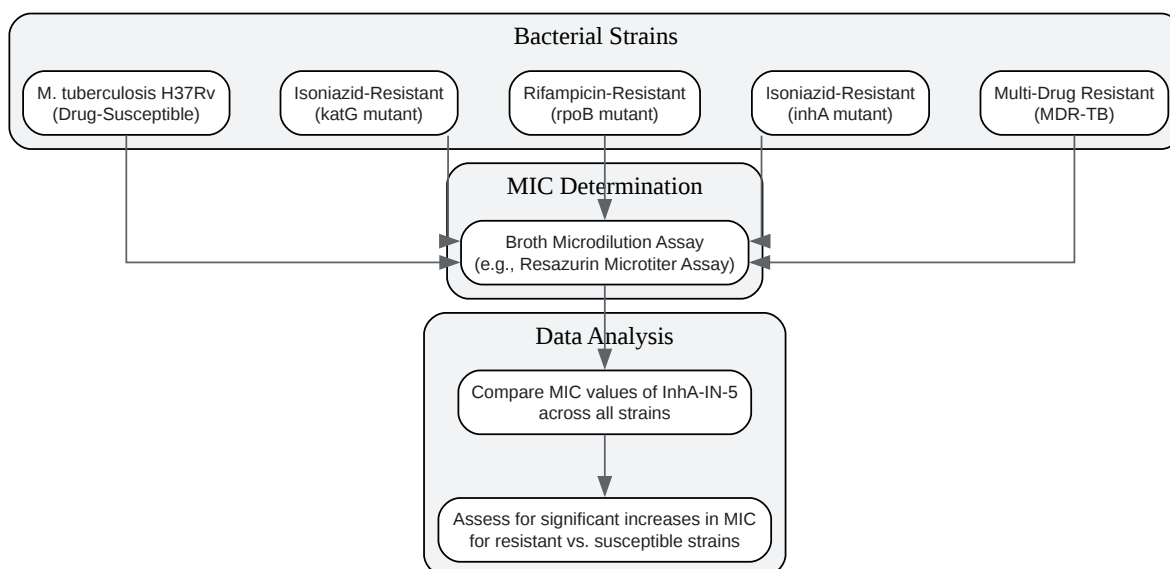 Bacterial Strains
M. tuberculosis H37Rv
(Drug-Susceptible)
Isoniazid-Resistant
(katG mutant)
Rifampicin-Resistant
(rpoB mutant)
Isoniazid-Resistant
(inhA mutant)
Multi-Drug Resistant
(MDR-TB)
MIC Determination
Broth Microdilution Assay
(e.g., Resazurin Microtiter Assay)
Data Analysis
Compare MIC values of InhA-IN-5
across all strains
Assess for significant increases in MIC
for resistant vs. susceptible strains